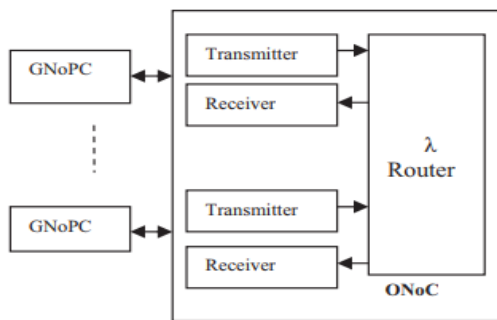 GNoPC
Transmitter
Receiver
λ
Router
GNoPC
Transmitter
Receiver
ONoC